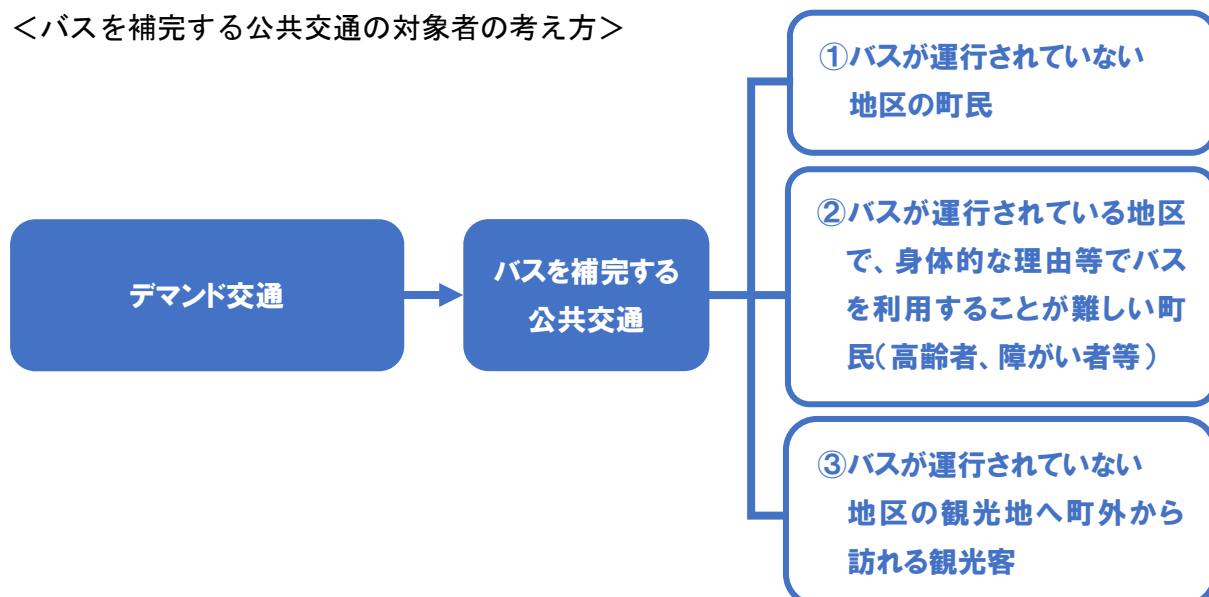 ＜バスを補完する公共交通の対象者の考え方＞
デマンド交通
バスを補完する
公共交通
①バスが運行されていない
地区の町民
②バスが運行されている地区
で、身体的な理由等でバス
を利用することが難しい町
民（高齢者、障がい者等）
③バスが運行されていない
地区の観光地へ町外から
訪れる観光客